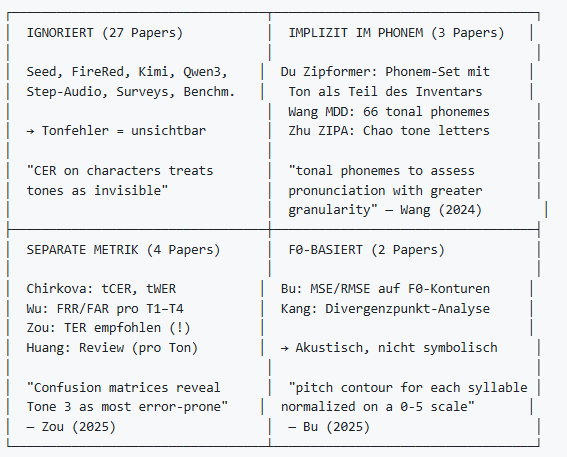 IGNORIERT (27 Papers)
Seed, FireRed, Kimi, Qwen3,
Step-Audio, Surveys, Benchm.
→ Tonfehler = unsichtbar
"CER on characters treats
tones as invisible"
IMPLIZIT IM PHONEM (3 Papers)
Du Zipformer: Phonem-Set mit
Ton als Teil des Inventars
Wang MDD: 66 tonal phonemes
Zhu ZIPA: Chao tone letters
"tonal phonemes to assess
pronunciation with greater
granularity" — Wang (2024)
SEPARATE METRIK (4 Papers)
Chirkova: tCER, tWER
Wu: FRR/FAR pro T1–T4
Zou: TER empfohlen (!)
Huang: Review (pro Ton)
"Confusion matrices reveal
Tone 3 as most error-prone"
— Zou (2025)
F0-BASIERT (2 Papers)
Bu: MSE/RMSE auf F0-Konturen
Kang: Divergenzpunkt-Analyse
→ Akustisch, nicht symbolisch
"pitch contour for each syllable
normalized on a 0-5 scale"
— Bu (2025)